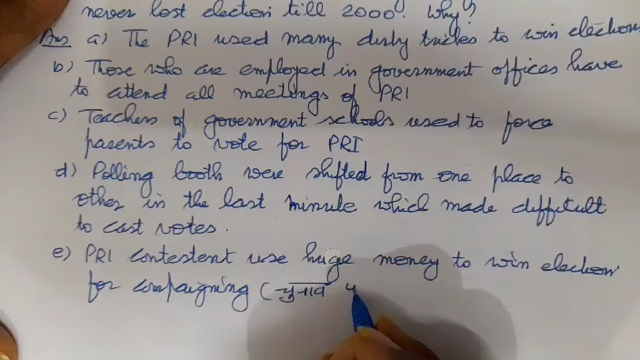 never lost election till 2000? Why?
Ans a) The PRI used many dirty tricks to win election
b) Those who are employed in government offices have
to attend all meetings of PRI
c) Teachers of government schools used to force
parents to vote for PRI
d) Polling booth were shifted from one place to
other in the last minute which made difficult
to cast votes.
e) PRI contestent use huge money to win election
for compaigning (चुनाव